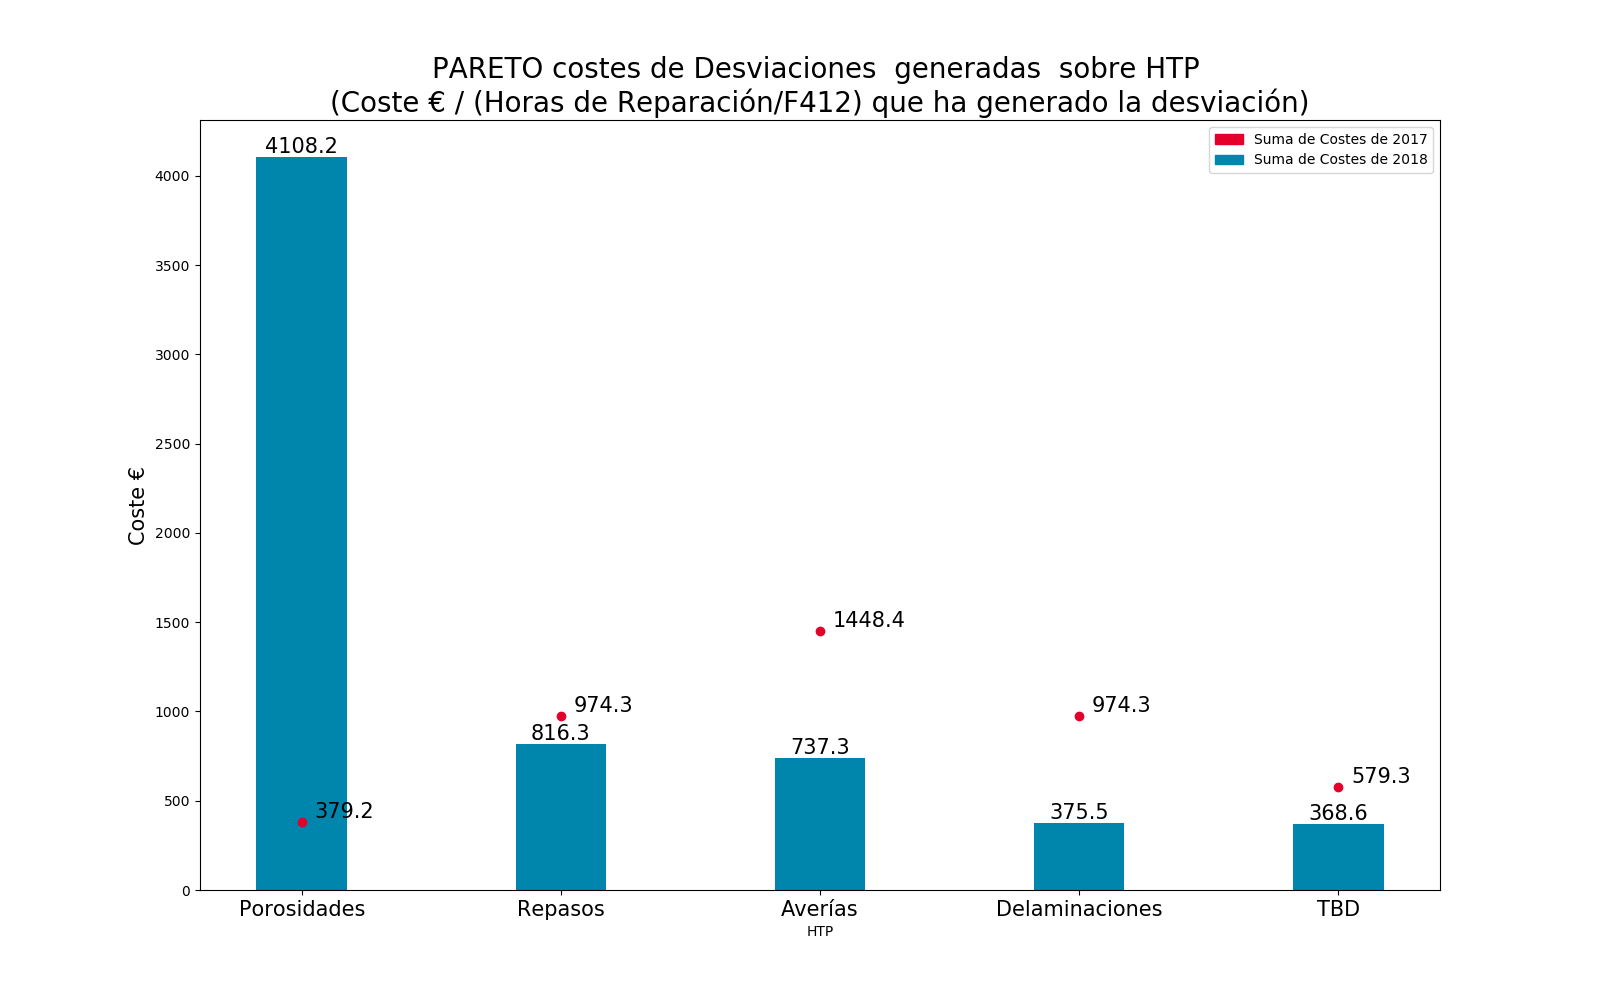 PARETO costes de Desviaciones  generadas  sobre HTP
(Coste € / (Horas de Reparación/F412) que ha generado la desviación)
Suma de Costes de 2017
Suma de Costes de 2018
Coste €
4000
3500
3000
2500
2000
1500
1000
500
0
4108.2
379.2
974.3
816.3
1448.4
737.3
974.3
375.5
579.3
368.6
Porosidades
Repasos
Averías
Delaminaciones
TBD
HTP